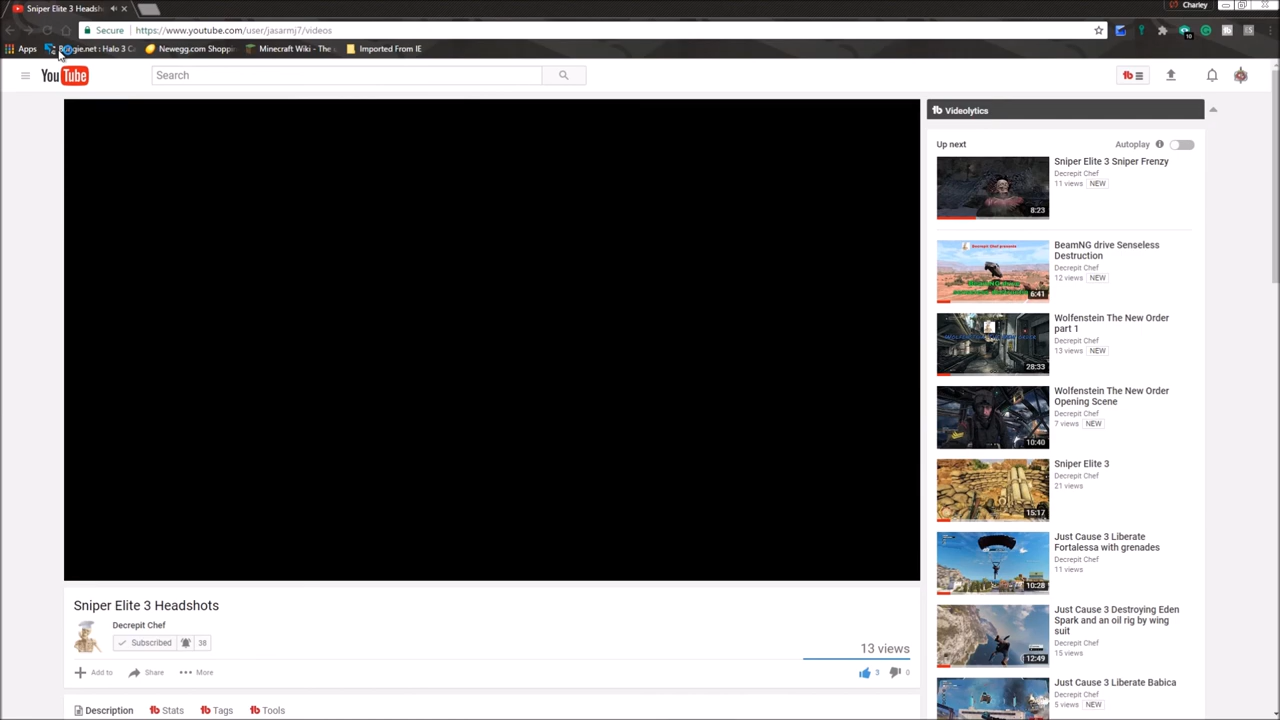 Sniper Elite 3 Headsh
Charley
Secure https://www.youtube.com/user/jasarmj7/videos
Apps
.net : Halo 3 C
Newegg.com Shoppi
Minecraft Wiki - The
Imported From IE
YouTube
Search
Videolytics
Up next
Autoplay
Sniper Elite 3 Sniper Frenzy
Decrepit Chef
11 views NEW
8:23
BeamNG drive Senseless
Destruction
Decrepit Chef
12 views NEW
6:41
Wolfenstein The New Order
part 1
Decrepit Chef
13 views NEW
28:33
Wolfenstein The New Order
Opening Scene
Decrepit Chef
7 views NEW
10:40
Sniper Elite 3
Decrepit Chef
21 views
15:17
Just Cause 3 Liberate
Fortalessa with grenades
Decrepit Chef
11 views
10:28
Just Cause 3 Destroying Eden
Spark and an oil rig by wing
suit
Decrepit Chef
15 views
12:49
Just Cause 3 Liberate Babica
Decrepit Chef
5 views NEW
Sniper Elite 3 Headshots
Decrepit Chef
Subscribed 38
13 views
Add to Share More
3 0
Description Stats Tags Tools